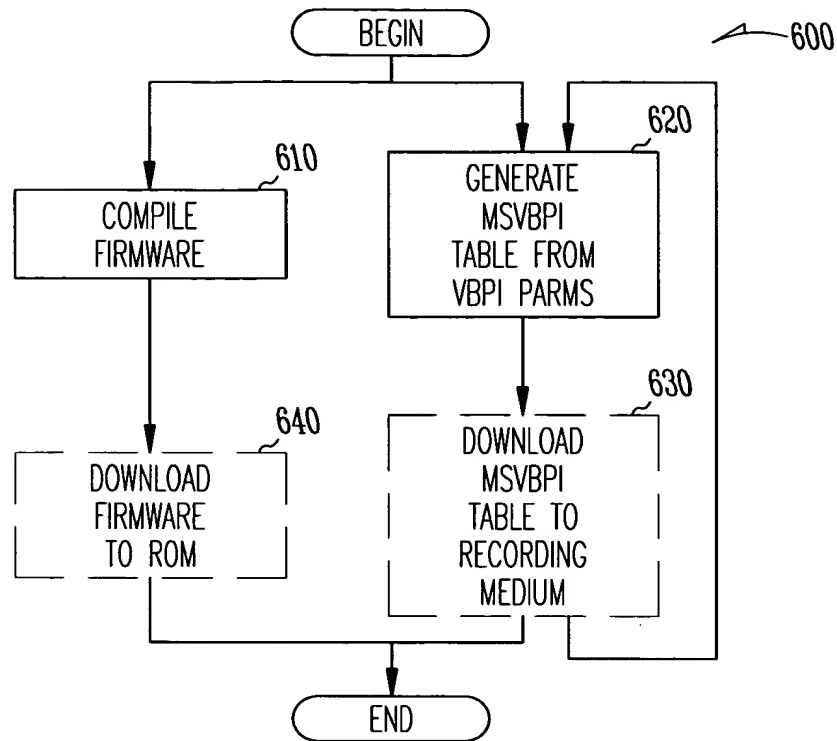 BEGIN
600
610
COMPILE
FIRMWARE
620
GENERATE
MSVBPI
TABLE FROM
VBPI PARMS
640
DOWNLOAD
FIRMWARE
TO ROM
630
DOWNLOAD
MSVBPI
TABLE TO
RECORDING
MEDIUM
END